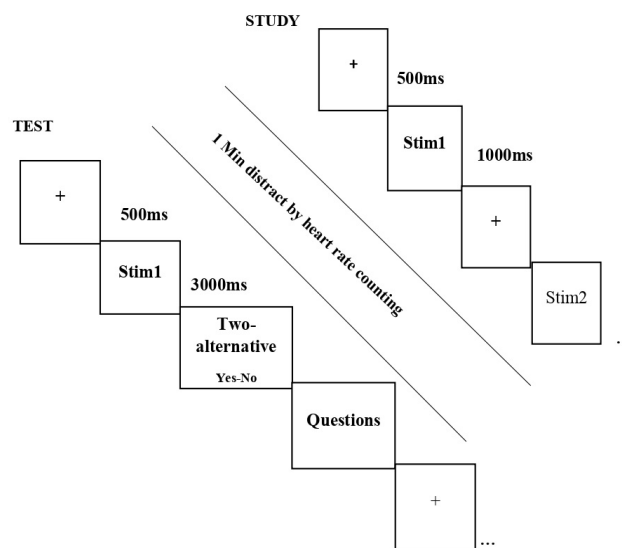 STUDY
+
500ms
Stim1
1000ms
+
Stim2
.
1 Min distract by heart rate counting
TEST
+
500ms
Stim1
3000ms
Two-
alternative
Yes-No
Questions
+
...